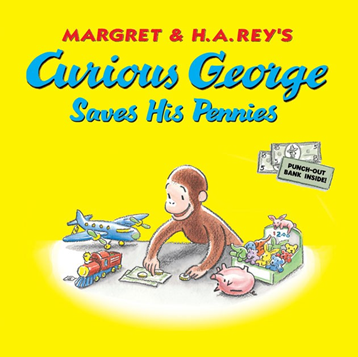 MARGRET & H.A.REY'S
Curious George
Saves His Pennies
PUNCH-OUT
BANK INSIDE!